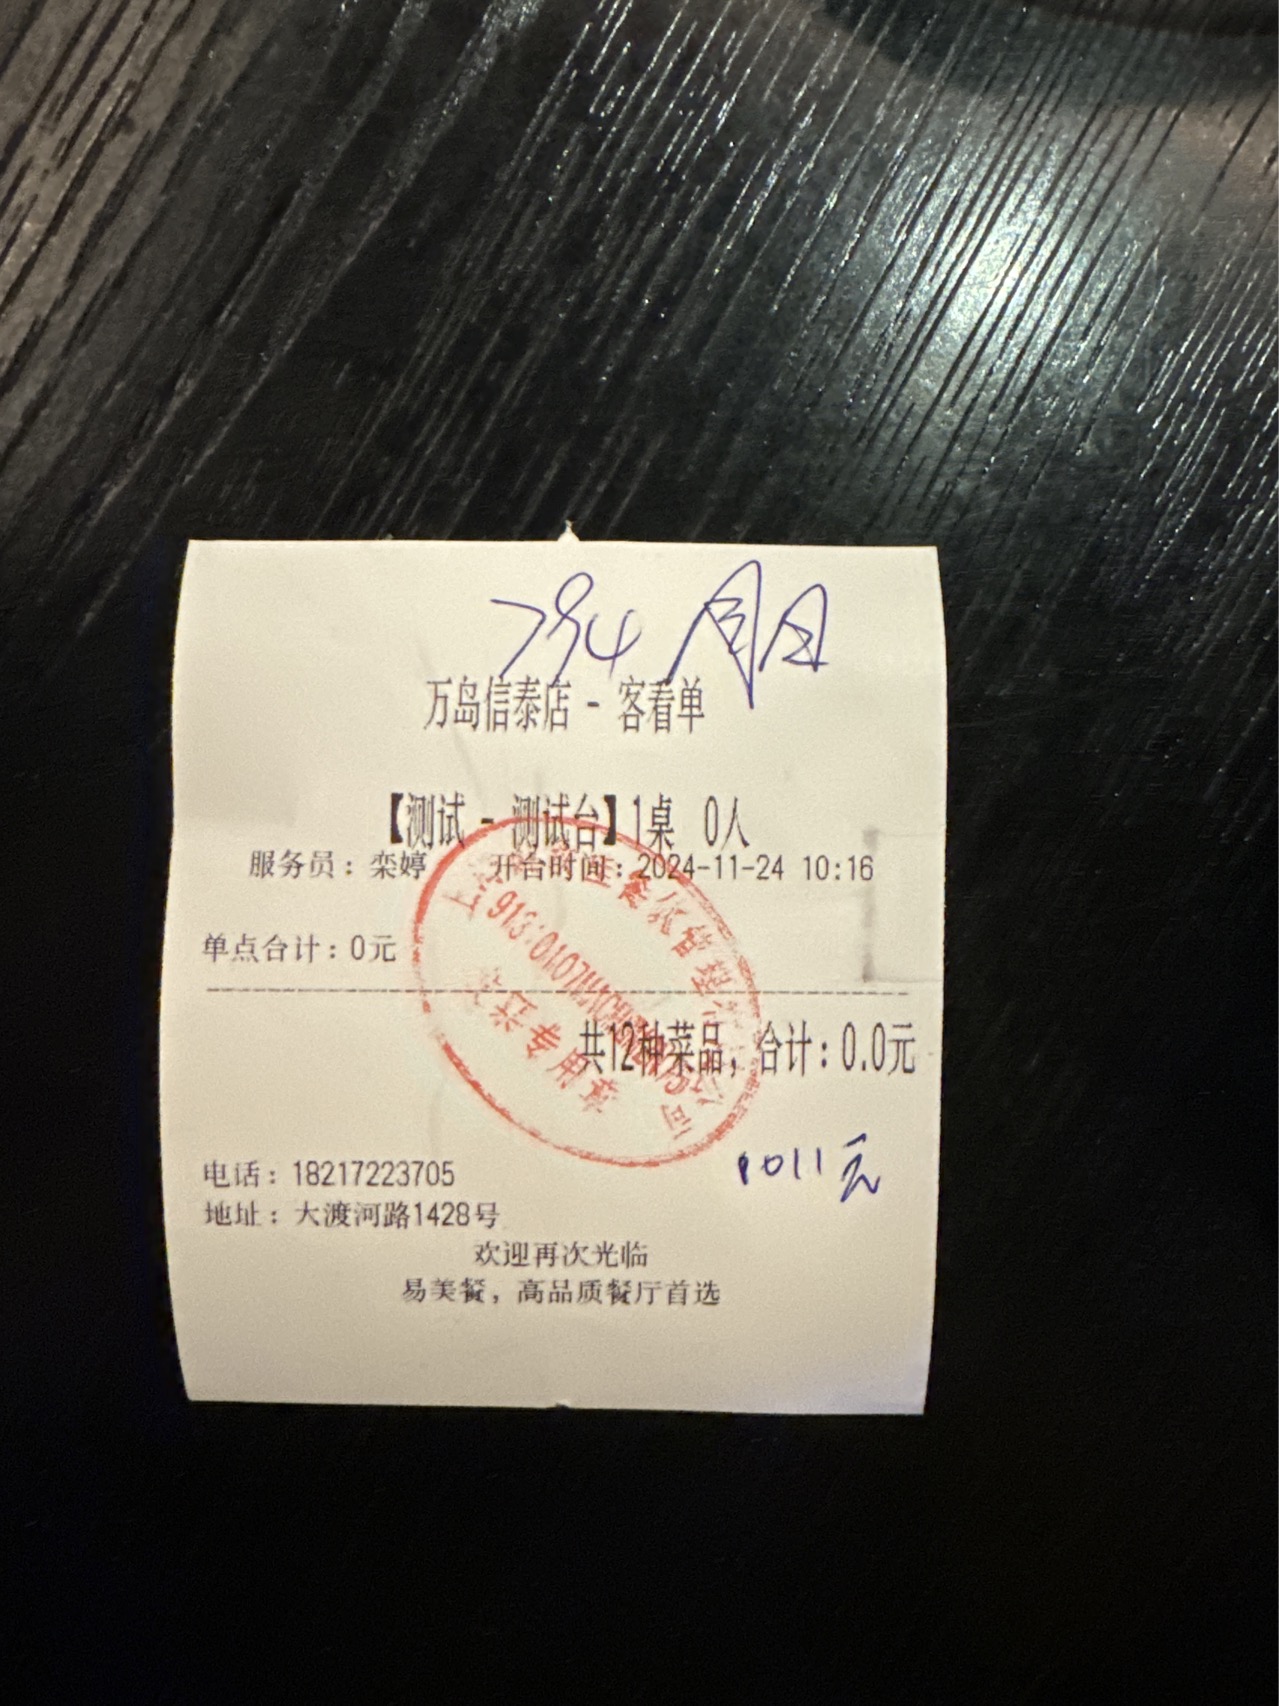 794
万岛信泰店 - 客看单
【测试 - 测试台】1桌 0人
服务员：栾婷 开台时间：2024-11-24 10:16
单点合计：0元
共12种菜品，合计：0.0元
1011元
电话：18217223705
地址：大渡河路1428号
欢迎再次光临
易美餐，高品质餐厅首选